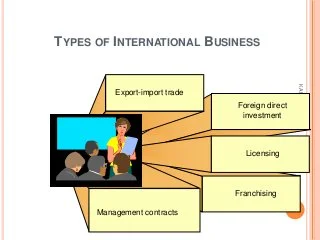 TYPES OF INTERNATIONAL BUSINESS
Export-import trade
Foreign direct
investment
Licensing
Franchising
Management contracts